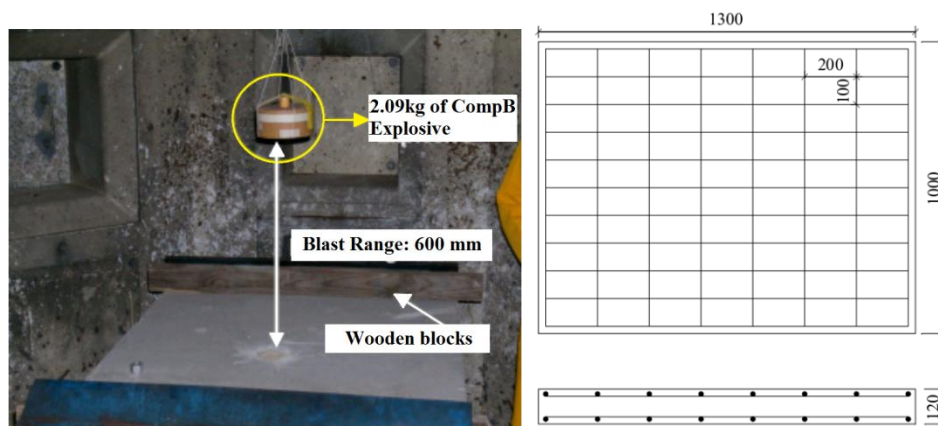 2.09kg of CompB
Explosive
Blast Range: 600 mm
Wooden blocks
1300
200
100
1000
120